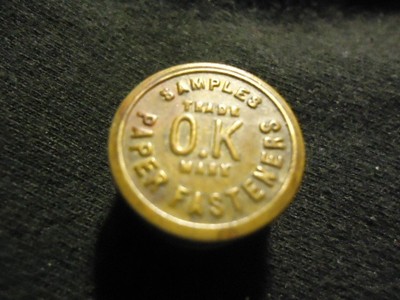 SAMPLES
TRADE
O.K
MARK
PAPER FASTENERS